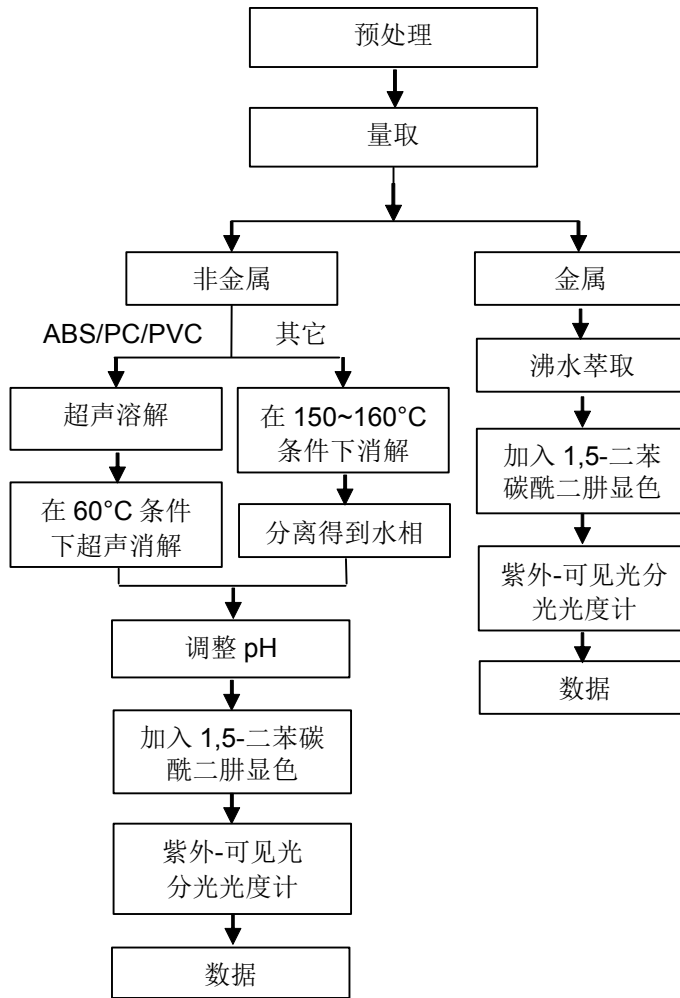 预处理
量取
非金属
金属
ABS/PC/PVC
其它
超声溶解
在 60°C 条件
下超声消解
在 150~160°C
条件下消解
分离得到水相
调整 pH
加入 1,5-二苯碳
酰二肼显色
紫外-可见光
分光光度计
数据
沸水萃取
加入 1,5-二苯
碳酰二肼显色
紫外-可见光分
光光度计
数据